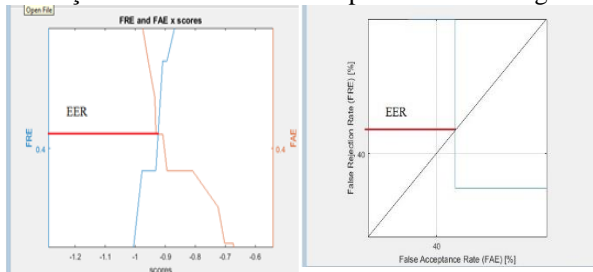 Open File
FRE and FAE x scores
EER
FRE
0.4
0.4
FAE
-1.2 -1.1 -1 -0.9 -0.8 -0.7 -0.6
scores
EER
False Rejection Rate (FRE) [%]
40
40
False Acceptance Rate (FAE) [%]